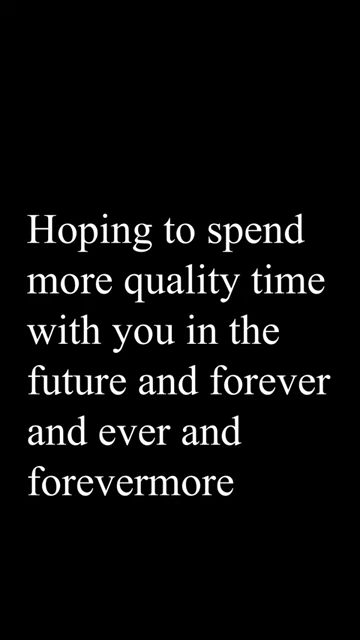 Hoping to spend
more quality time
with you in the
future and forever
and ever and
forevermore